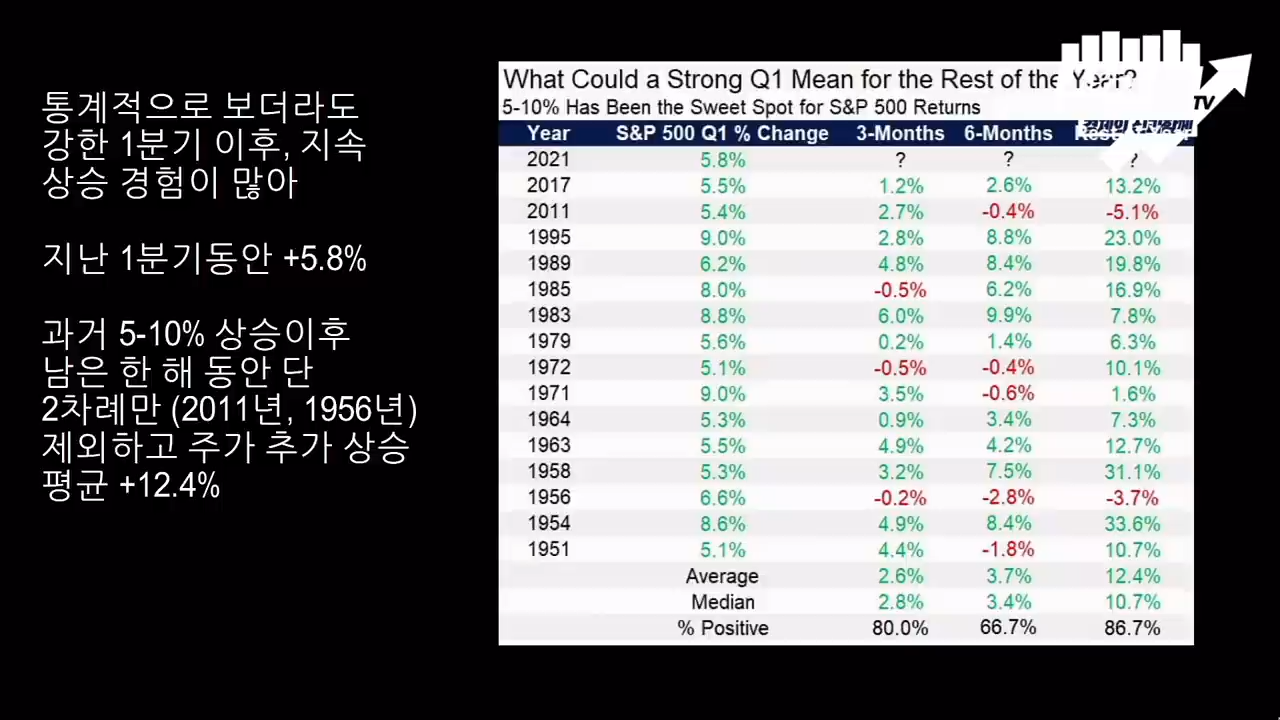 통계적으로 보더라도
강한 1분기 이후, 지속
상승 경험이 많아
지난 1분기동안 +5.8%
과거 5-10% 상승이후
남은 한 해 동안 단
2차례만 (2011년, 1956년)
제외하고 주가 추가 상승
평균 +12.4%
What Could a Strong Q1 Mean for the Rest of the Year?
5-10% Has Been the Sweet Spot for S&P 500 Returns
TV
Year S&P 500 Q1 % Change 3-Months 6-Months
2021 5.8% ? ? ?
2017 5.5% 1.2% 2.6% 13.2%
2011 5.4% 2.7% -0.4% -5.1%
1995 9.0% 2.8% 8.8% 23.0%
1989 6.2% 4.8% 8.4% 19.8%
1985 8.0% -0.5% 6.2% 16.9%
1983 8.8% 6.0% 9.9% 7.8%
1979 5.6% 0.2% 1.4% 6.3%
1972 5.1% -0.5% -0.4% 10.1%
1971 9.0% 3.5% -0.6% 1.6%
1964 5.3% 0.9% 3.4% 7.3%
1963 5.5% 4.9% 4.2% 12.7%
1958 5.3% 3.2% 7.5% 31.1%
1956 6.6% -0.2% -2.8% -3.7%
1954 8.6% 4.9% 8.4% 33.6%
1951 5.1% 4.4% -1.8% 10.7%
Average 2.6% 3.7% 12.4%
Median 2.8% 3.4% 10.7%
% Positive 80.0% 66.7% 86.7%